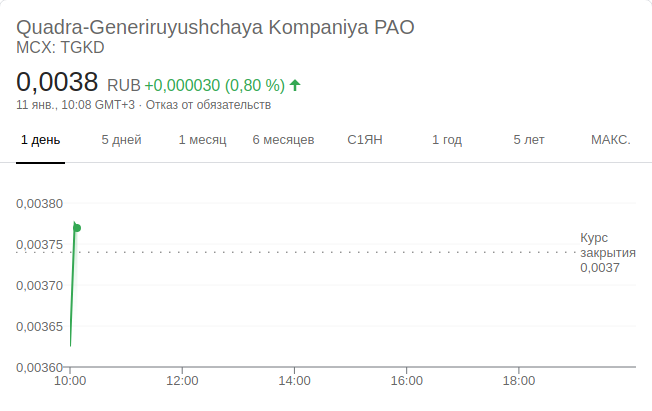 Quadra-Generiruyushchaya Kompaniya PAO
MCX: TGKD
0,0038 RUB +0,000030 (0,80 %)
11 янв., 10:08 GMT+3 · Отказ от обязательств
1 день 5 дней 1 месяц 6 месяцев С1ЯН 1 год 5 лет МАКС.
0,00380
0,00375
Курс
закрытия
0,0037
0,00370
0,00365
0,00360
10:00 12:00 14:00 16:00 18:00